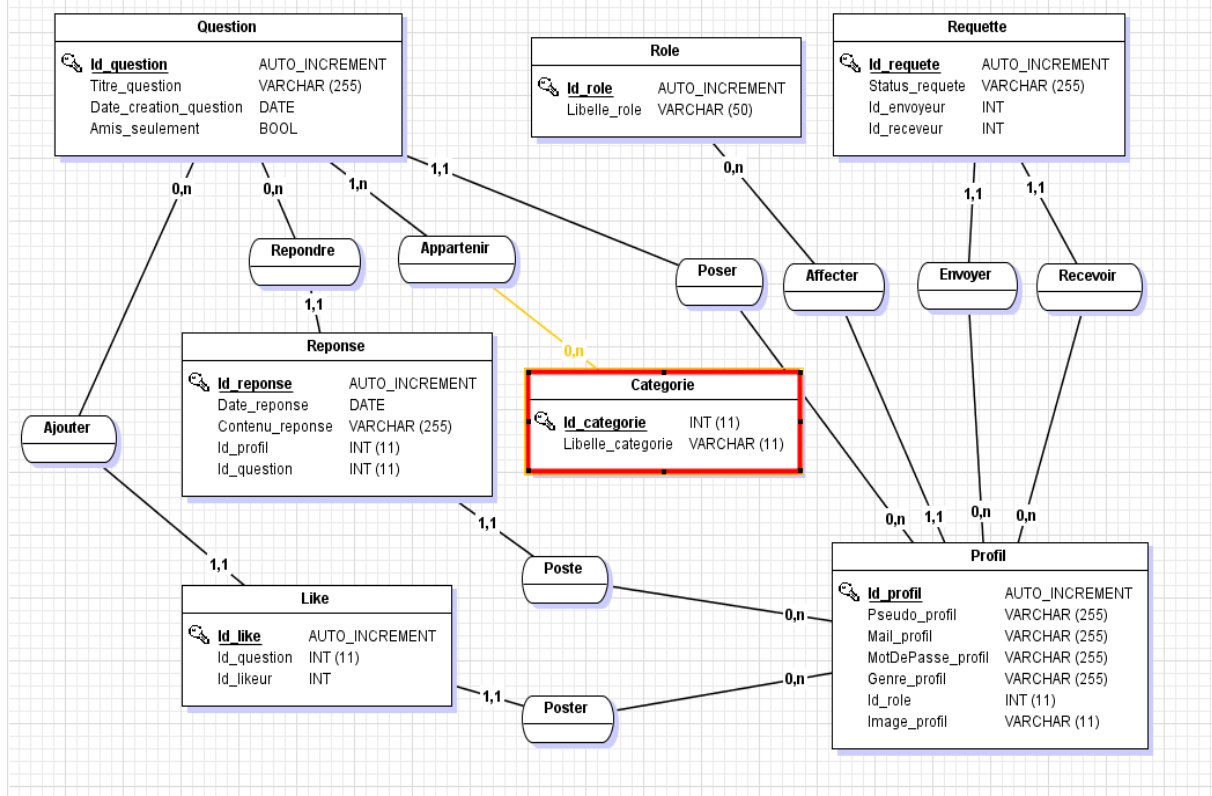 Question
Id_question AUTO_INCREMENT
Titre_question VARCHAR (255)
Date_creation_question DATE
Amis_seulement BOOL
Role
Id_role AUTO_INCREMENT
Libelle_role VARCHAR (50)
Requette
Id_requete AUTO_INCREMENT
Status_requete VARCHAR (255)
Id_envoyeur INT
Id_receveur INT
0,n
0,n
1,n
1,1
0,n
1,1
1,1
Repondre
Appartenir
Poser
Affecter
Envoyer
Recevoir
1,1
0,n
Reponse
Id_reponse AUTO_INCREMENT
Date_reponse DATE
Contenu_reponse VARCHAR (255)
Id_profil INT (11)
Id_question INT (11)
Categorie
Id_categorie INT (11)
Libelle_categorie VARCHAR (11)
Ajouter
0,n
1,1
0,n
0,n
1,1
1,1
Poste
0,n
Like
Id_like AUTO_INCREMENT
Id_question INT (11)
Id_likeur INT
Profil
Id_profil AUTO_INCREMENT
Pseudo_profil VARCHAR (255)
Mail_profil VARCHAR (255)
MotDePasse_profil VARCHAR (255)
Genre_profil VARCHAR (255)
Id_role INT (11)
Image_profil VARCHAR (11)
1,1
Poster
0,n